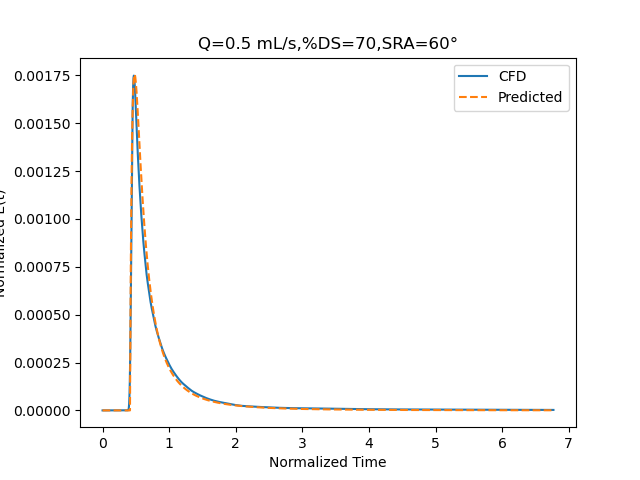 Q=0.5 mL/s,%DS=70,SRA=60°
CFD
Predicted
0.00175
0.00150
0.00125
0.00100
0.00075
0.00050
0.00025
0.00000
Normalized E(t)
0 1 2 3 4 5 6 7
Normalized Time